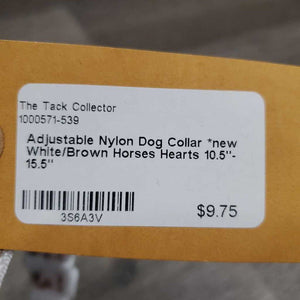 The Tack Collector
1000571-539
Adjustable Nylon Dog Collar *new
White/Brown Horses Hearts 10.5"-
15.5"
3S6A3V
$9.75